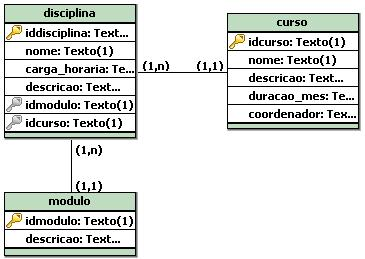 disciplina
iddisciplina: Text...
nome: Texto(1)
carga_horaria: Te...
descricao: Text...
idmodulo: Texto(1)
idcurso: Texto(1)
(1,n)
(1,1)
curso
idcurso: Texto(1)
nome: Texto(1)
descricao: Text...
duracao_mes: Te...
coordenador: Tex...
(1,n)
(1,1)
modulo
idmodulo: Texto(1)
descricao: Text...